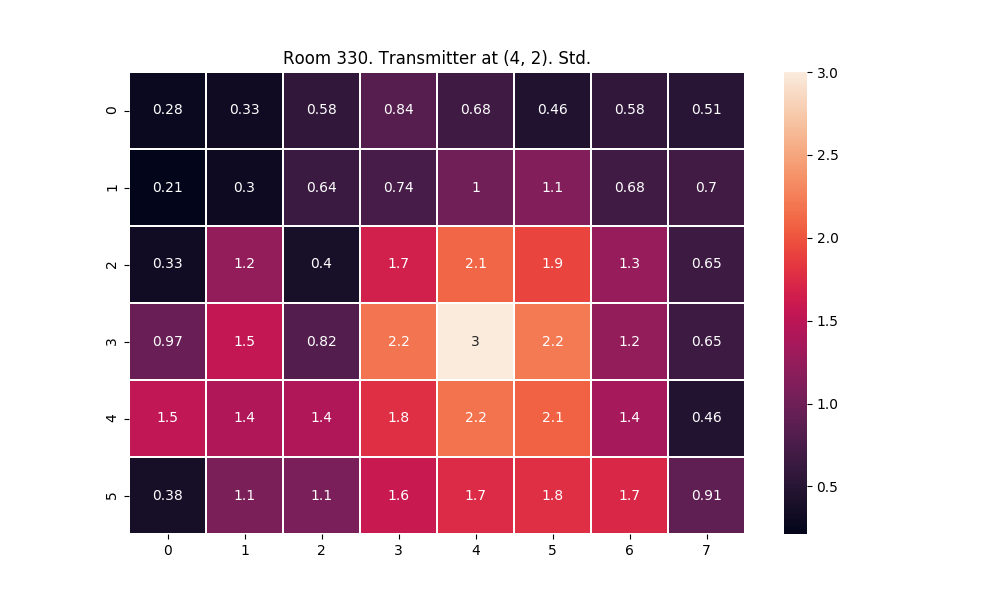 Room 330. Transmitter at (4, 2). Std.
0 0.28 0.33 0.58 0.84 0.68 0.46 0.58 0.51
1 0.21 0.3 0.64 0.74 1 1.1 0.68 0.7
2 0.33 1.2 0.4 1.7 2.1 1.9 1.3 0.65
3 0.97 1.5 0.82 2.2 3 2.2 1.2 0.65
4 1.5 1.4 1.4 1.8 2.2 2.1 1.4 0.46
5 0.38 1.1 1.1 1.6 1.7 1.8 1.7 0.91
0 1 2 3 4 5 6 7
3.0
2.5
2.0
1.5
1.0
0.5